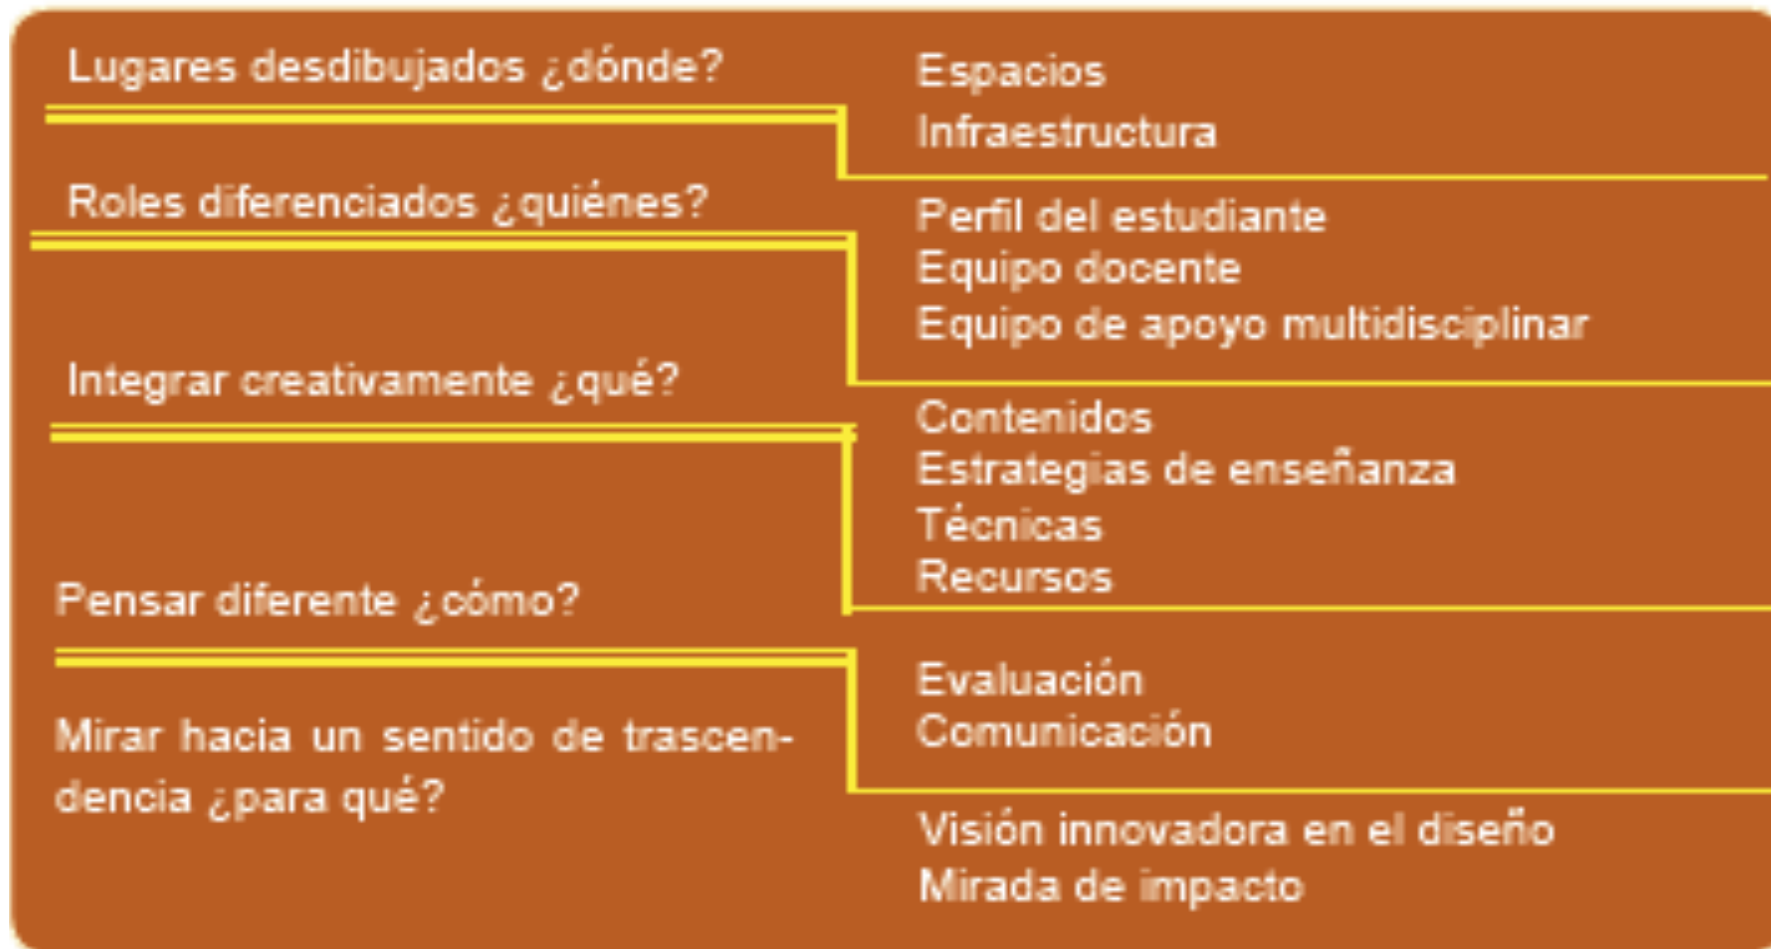 Lugares desdibujados ¿dónde?
Espacios
Infraestructura
Roles diferenciados ¿quiénes?
Perfil del estudiante
Equipo docente
Equipo de apoyo multidisciplinar
Integrar creativamente ¿qué?
Contenidos
Estrategias de enseñanza
Técnicas
Recursos
Pensar diferente ¿cómo?
Evaluación
Comunicación
Mirar hacia un sentido de trascen-
dencia ¿para qué?
Visión innovadora en el diseño
Mirada de impacto